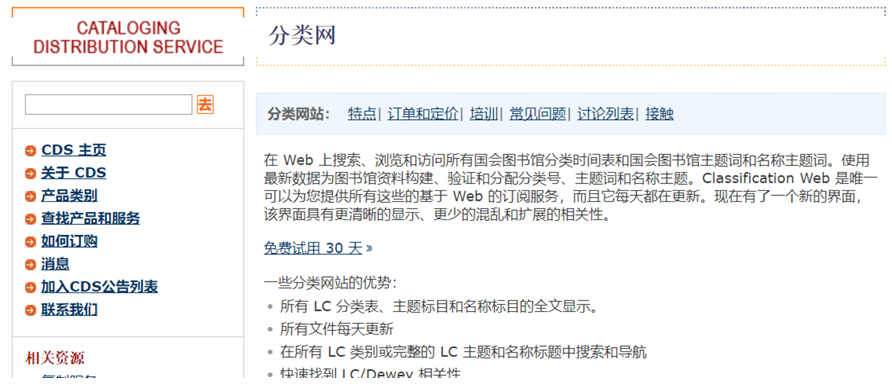 CATALOGING
DISTRIBUTION SERVICE
分类网
去
CDS 主页
关于 CDS
产品类别
查找产品和服务
如何订购
消息
加入CDS公告列表
联系我们
相关资源
分类网站： 特点| 订单和定价| 培训| 常见问题| 讨论列表| 接触
在 Web 上搜索、浏览和访问所有国会图书馆分类时间表和国会图书馆主题词和名称主题词。使用
最新数据为图书馆资料构建、验证和分配分类号、主题词和名称主题。Classification Web 是唯一
可以为您提供所有这些的基于 Web 的订阅服务，而且它每天都在更新。现在有了一个新的界面，
该界面具有更清晰的显示、更少的混乱和扩展的相关性。
免费试用 30 天 »
一些分类网站的优势：
所有 LC 分类表、主题标目和名称标目的全文显示。
所有文件每天更新
在所有 LC 类别或完整的 LC 主题和名称标题中搜索和导航
快速找到 LC/Dewey 相关性